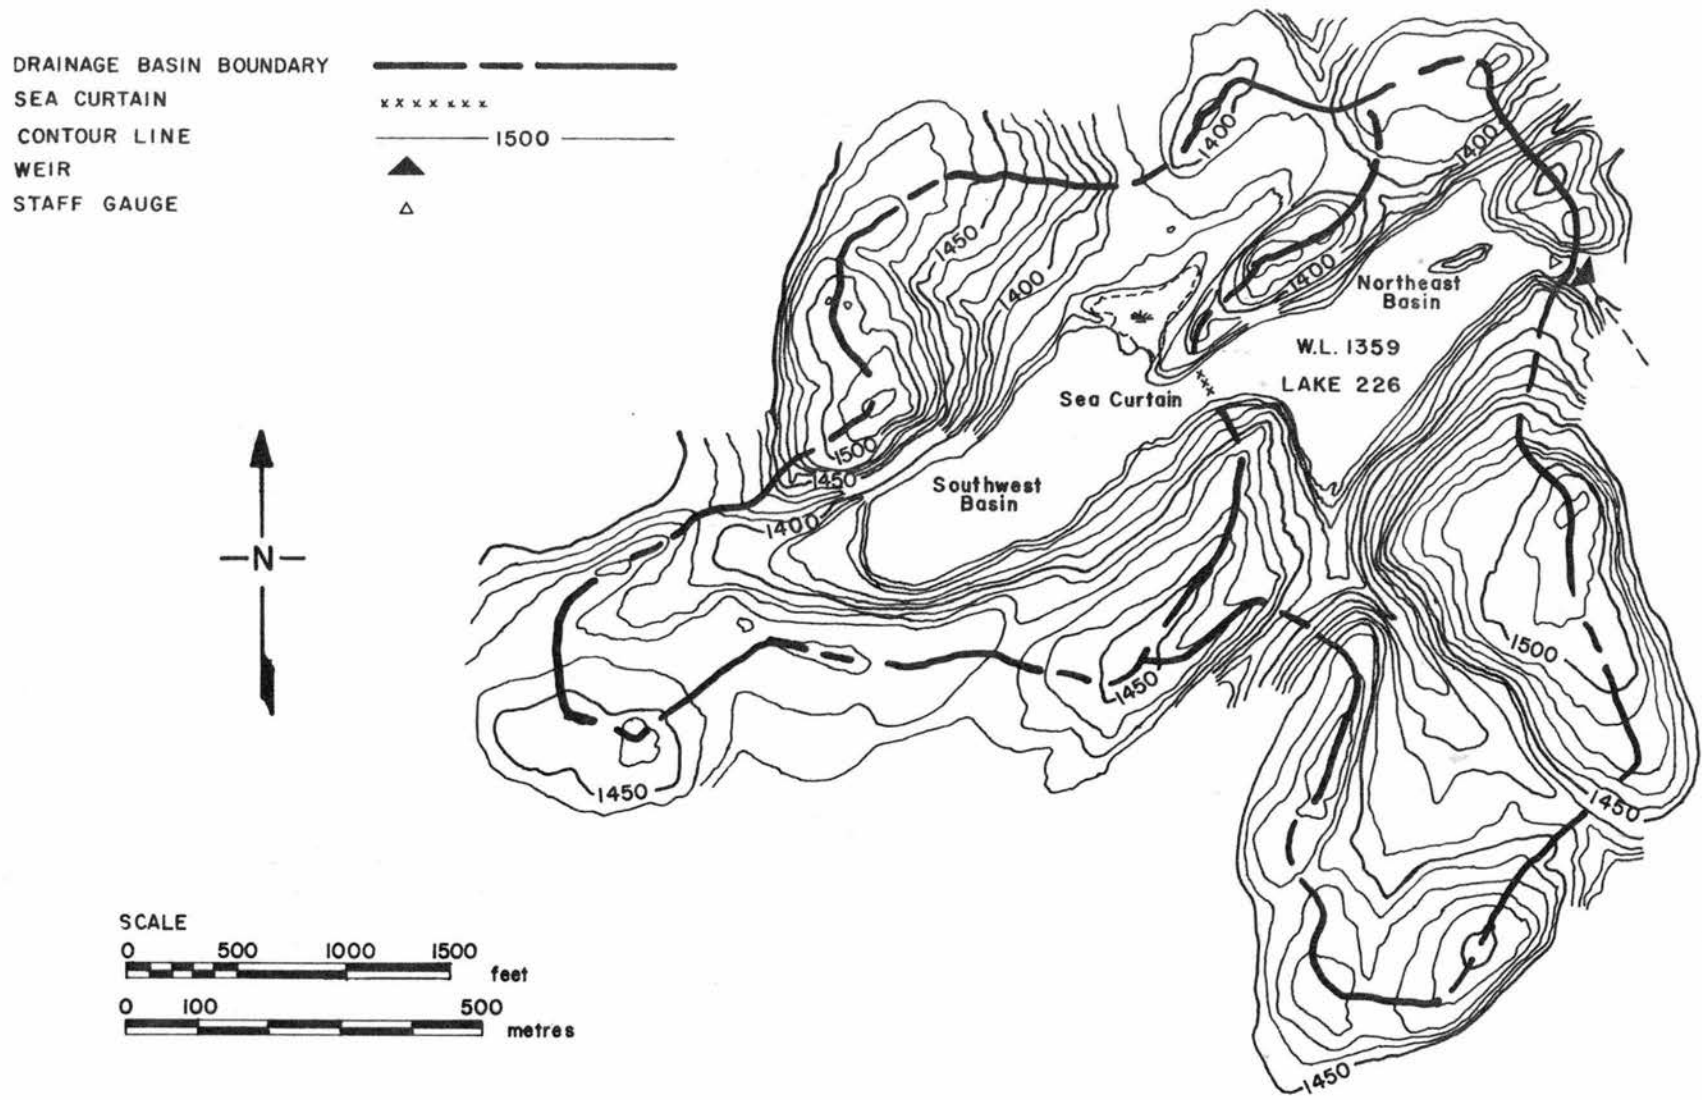 DRAINAGE BASIN BOUNDARY
SEA CURTAIN
CONTOUR LINE
1500
WEIR
STAFF GAUGE
1400
1400
1450
1400
1400
Northeast
Basin
W.L. 1359
LAKE 226
Sea Curtain
1500
1450
Southwest
Basin
1400
N
1500
1450
1450
1450
SCALE
0 500 1000 1500
feet
0 100 500
metres
1450